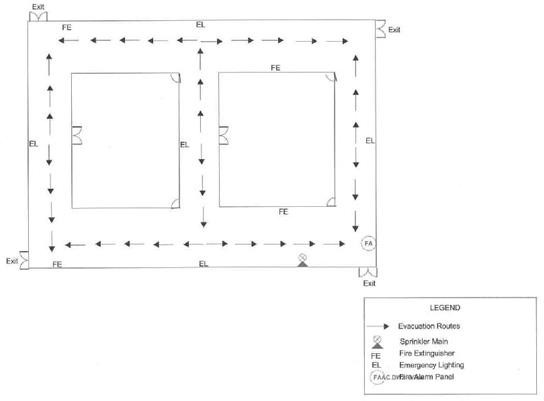 Exit
FE
EL
Exit
FE
EL
EL
EL
FE
FA
Exit
FE
EL
Exit
LEGEND
Evacuation Routes
Sprinkler Main
FE Fire Extinguisher
EL Emergency Lighting
FA Fire Alarm Panel